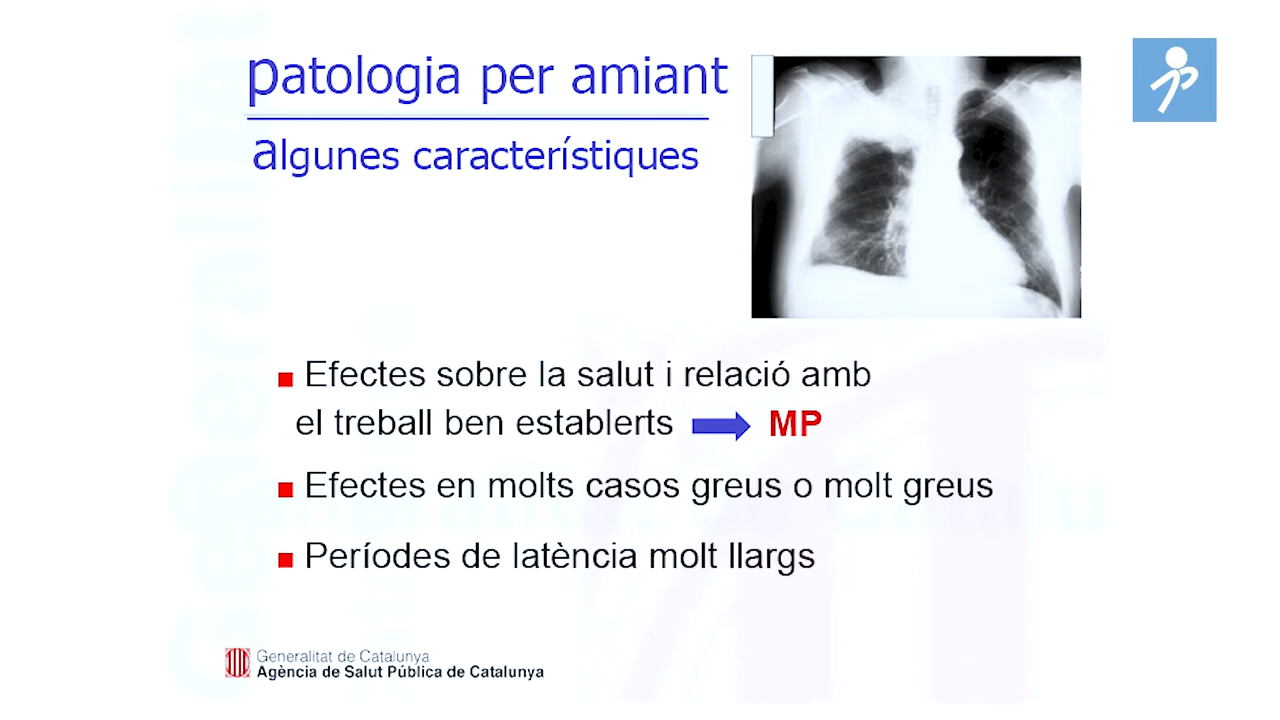 patologia per amiant
algunes característiques
Efectes sobre la salut i relació amb
el treball ben establerts MP
Efectes en molts casos greus o molt greus
Períodes de latència molt llargs
Generalitat de Catalunya
Agència de Salut Pública de Catalunya